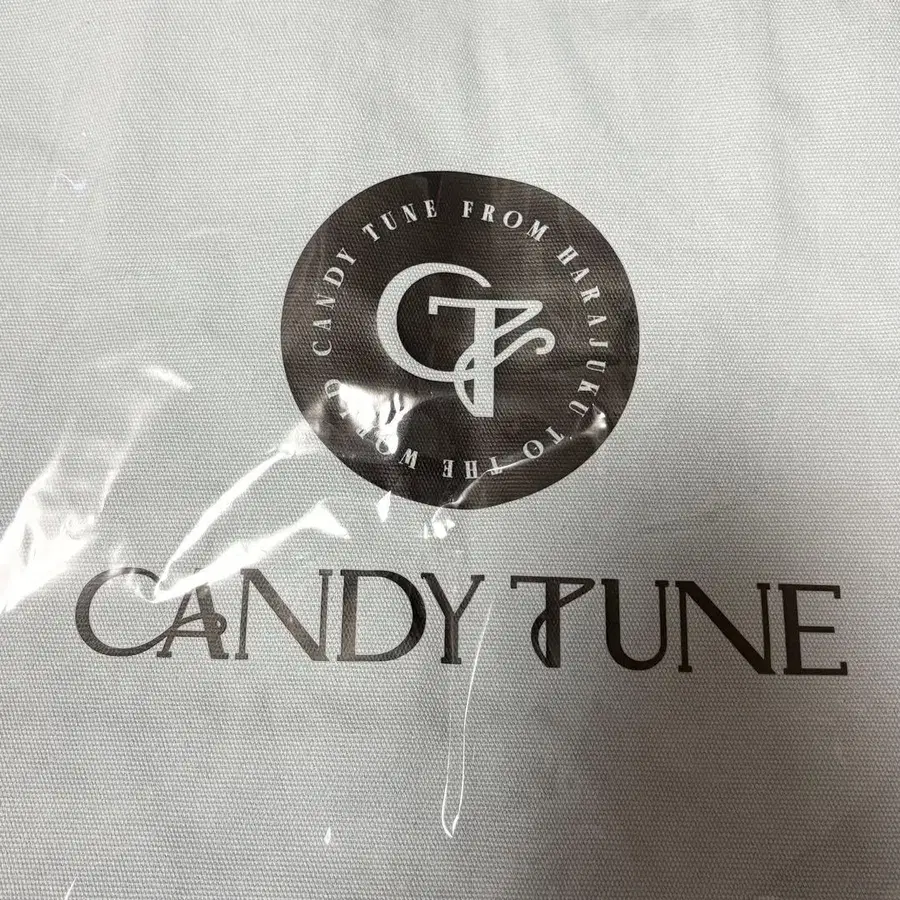 CANDY TUNE FROM HARAJUKU TO THE WORLD
CT
CANDY TUNE